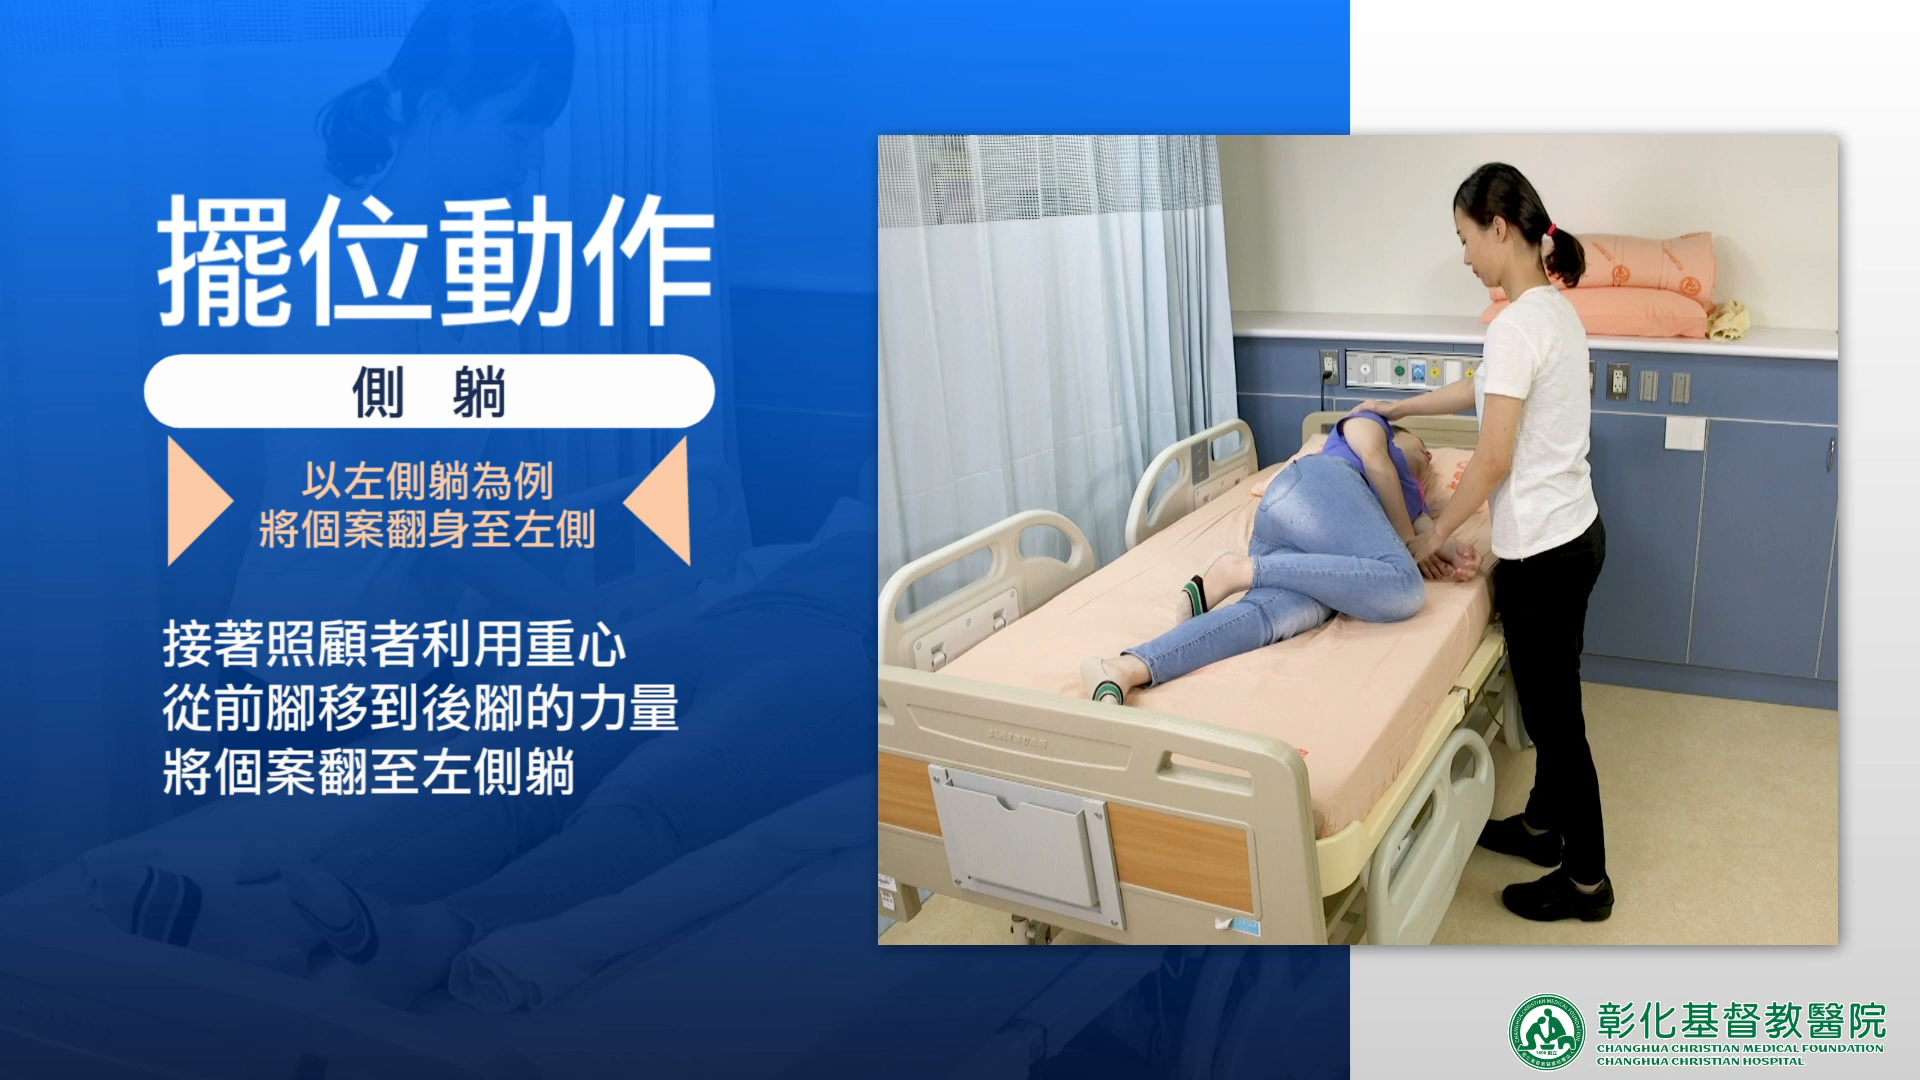 擺位動作
側 躺
以左側躺為例
將個案翻身至左側
接著照顧者利用重心
從前腳移到後腳的力量
將個案翻至左側躺
彰化基督教醫院
CHANGHUA CHRISTIAN MEDICAL FOUNDATION
CHANGHUA CHRISTIAN HOSPITAL